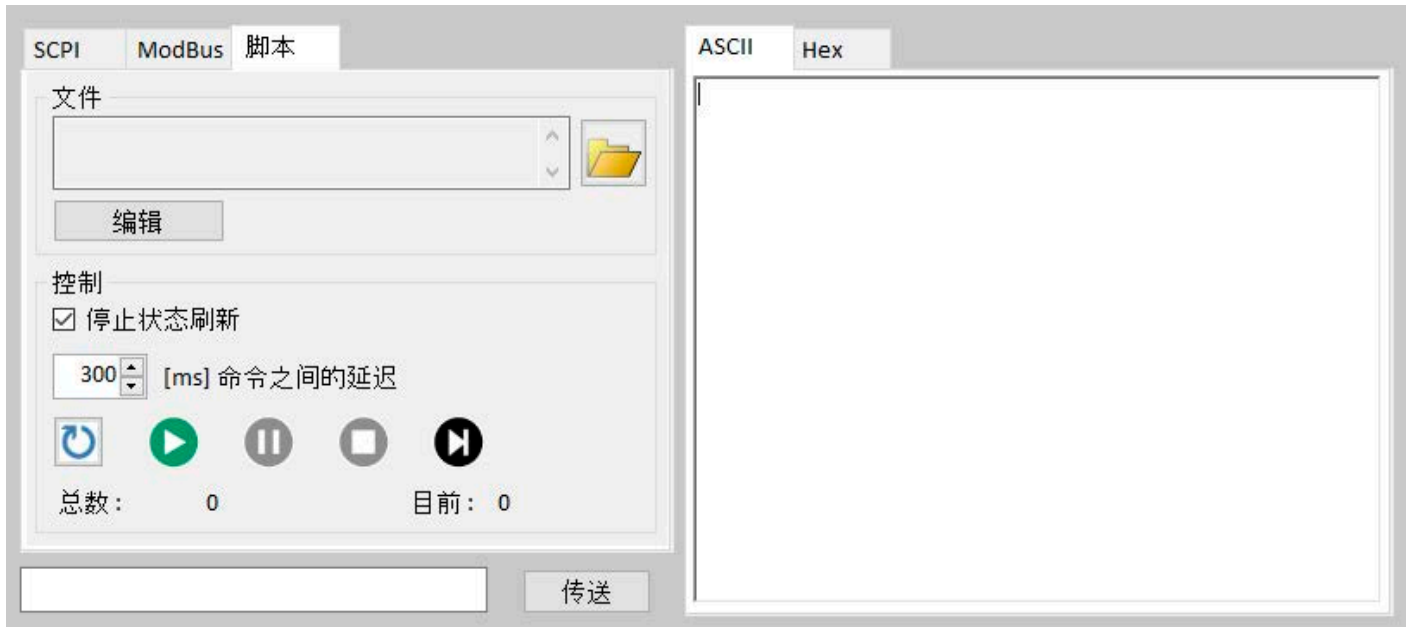 SCPI ModBus 脚本
文件
编辑
控制
停止状态刷新
300 [ms] 命令之间的延迟
总数： 0 目前： 0
传送
ASCII Hex